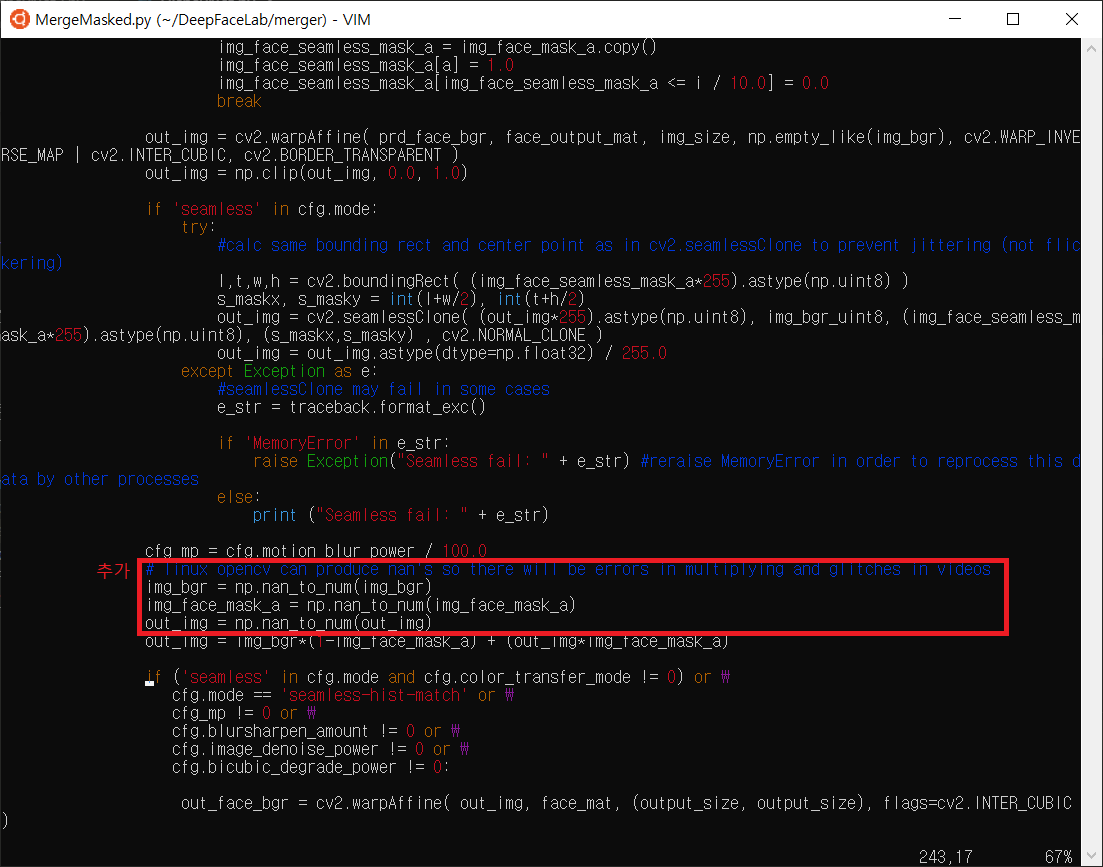 MergeMasked.py (~/DeepFaceLab/merger) - VIM
img_face_seamless_mask_a = img_face_mask_a.copy()
img_face_seamless_mask_a[a] = 1.0
img_face_seamless_mask_a[img_face_seamless_mask_a <= i / 10.0] = 0.0
break
out_img = cv2.warpAffine( prd_face_bgr, face_output_mat, img_size, np.empty_like(img_bgr), cv2.WARP_INVE
RSE_MAP | cv2.INTER_CUBIC, cv2.BORDER_TRANSPARENT )
out_img = np.clip(out_img, 0.0, 1.0)
if 'seamless' in cfg.mode:
try:
#calc same bounding rect and center point as in cv2.seamlessClone to prevent jittering (not flic
kering)
l,t,w,h = cv2.boundingRect( (img_face_seamless_mask_a*255).astype(np.uint8) )
s_maskx, s_masky = int(l+w/2), int(t+h/2)
out_img = cv2.seamlessClone( (out_img*255).astype(np.uint8), img_bgr_uint8, (img_face_seamless_m
ask_a*255).astype(np.uint8), (s_maskx,s_masky) , cv2.NORMAL_CLONE )
out_img = out_img.astype(dtype=np.float32) / 255.0
except Exception as e:
#seamlessClone may fail in some cases
e_str = traceback.format_exc()
if 'MemoryError' in e_str:
raise Exception("Seamless fail: " + e_str) #reraise MemoryError in order to reprocess this d
ata by other processes
else:
print ("Seamless fail: " + e_str)
cfg_mp = cfg.motion_blur_power / 100.0
추가 # linux opencv can produce nan's so there will be errors in multiplying and glitches in videos
img_bgr = np.nan_to_num(img_bgr)
img_face_mask_a = np.nan_to_num(img_face_mask_a)
out_img = np.nan_to_num(out_img)
out_img = img_bgr*(1-img_face_mask_a) + (out_img*img_face_mask_a)
if ('seamless' in cfg.mode and cfg.color_transfer_mode != 0) or ₩
cfg.mode == 'seamless-hist-match' or ₩
cfg_mp != 0 or ₩
cfg.blursharpen_amount != 0 or ₩
cfg.image_denoise_power != 0 or ₩
cfg.bicubic_degrade_power != 0:
out_face_bgr = cv2.warpAffine( out_img, face_mat, (output_size, output_size), flags=cv2.INTER_CUBIC
)
243,17 67%